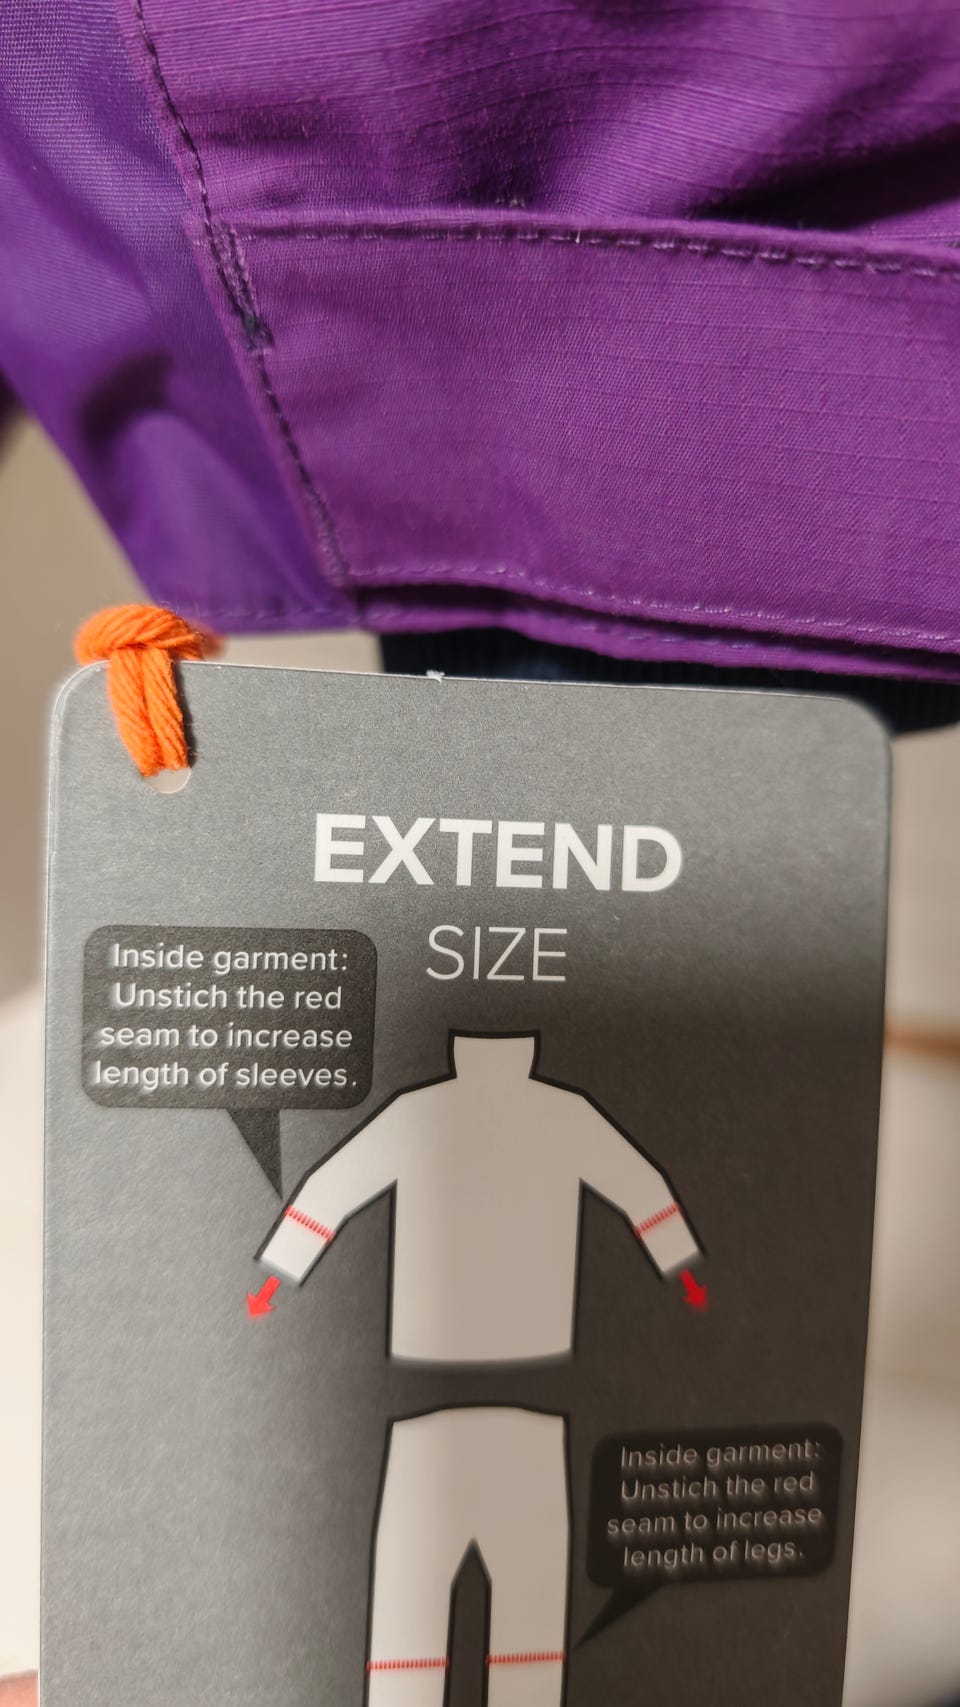 EXTEND
SIZE
Inside garment:
Unstich the red
seam to increase
length of sleeves.
Inside garment:
Unstich the red
seam to increase
length of legs.